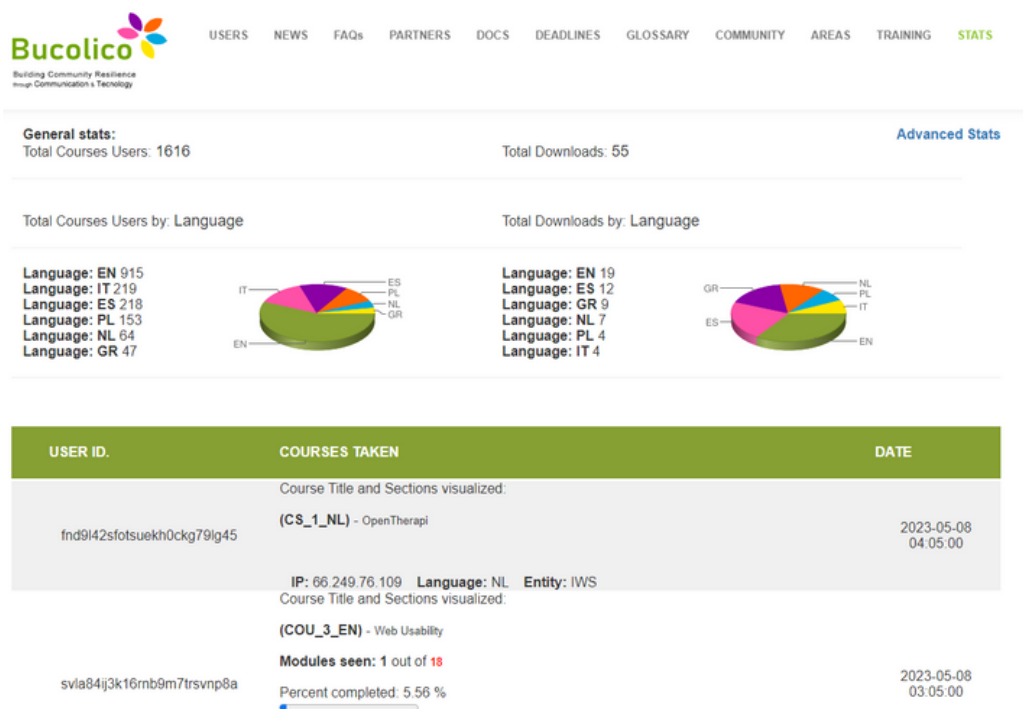 Bucolico
Building Community Resilience
through Communication & Tecnology
USERS NEWS FAQs PARTNERS DOCS DEADLINES GLOSSARY COMMUNITY AREAS TRAINING STATS
General stats:
Total Courses Users: 1616
Total Downloads: 55
Advanced Stats
Total Courses Users by: Language
Total Downloads by: Language
Language: EN 915
Language: IT 219
Language: ES 218
Language: PL 153
Language: NL 64
Language: GR 47
IT
ES
PL
NL
GR
EN
Language: EN 19
Language: ES 12
Language: GR 9
Language: NL 7
Language: PL 4
Language: IT 4
GR
NL
PL
IT
ES
EN
USER ID. COURSES TAKEN DATE
Course Title and Sections visualized:
(CS_1_NL) - OpenTherapi
fnd9l42sfotsuekh0ckg79lg45
2023-05-08
04:05:00
IP: 66.249.76.109 Language: NL Entity: IWS
Course Title and Sections visualized:
(COU_3_EN) - Web Usability
Modules seen: 1 out of 18
svla84ij3k16rnb9m7trsvnp8a
2023-05-08
03:05:00
Percent completed: 5.56 %